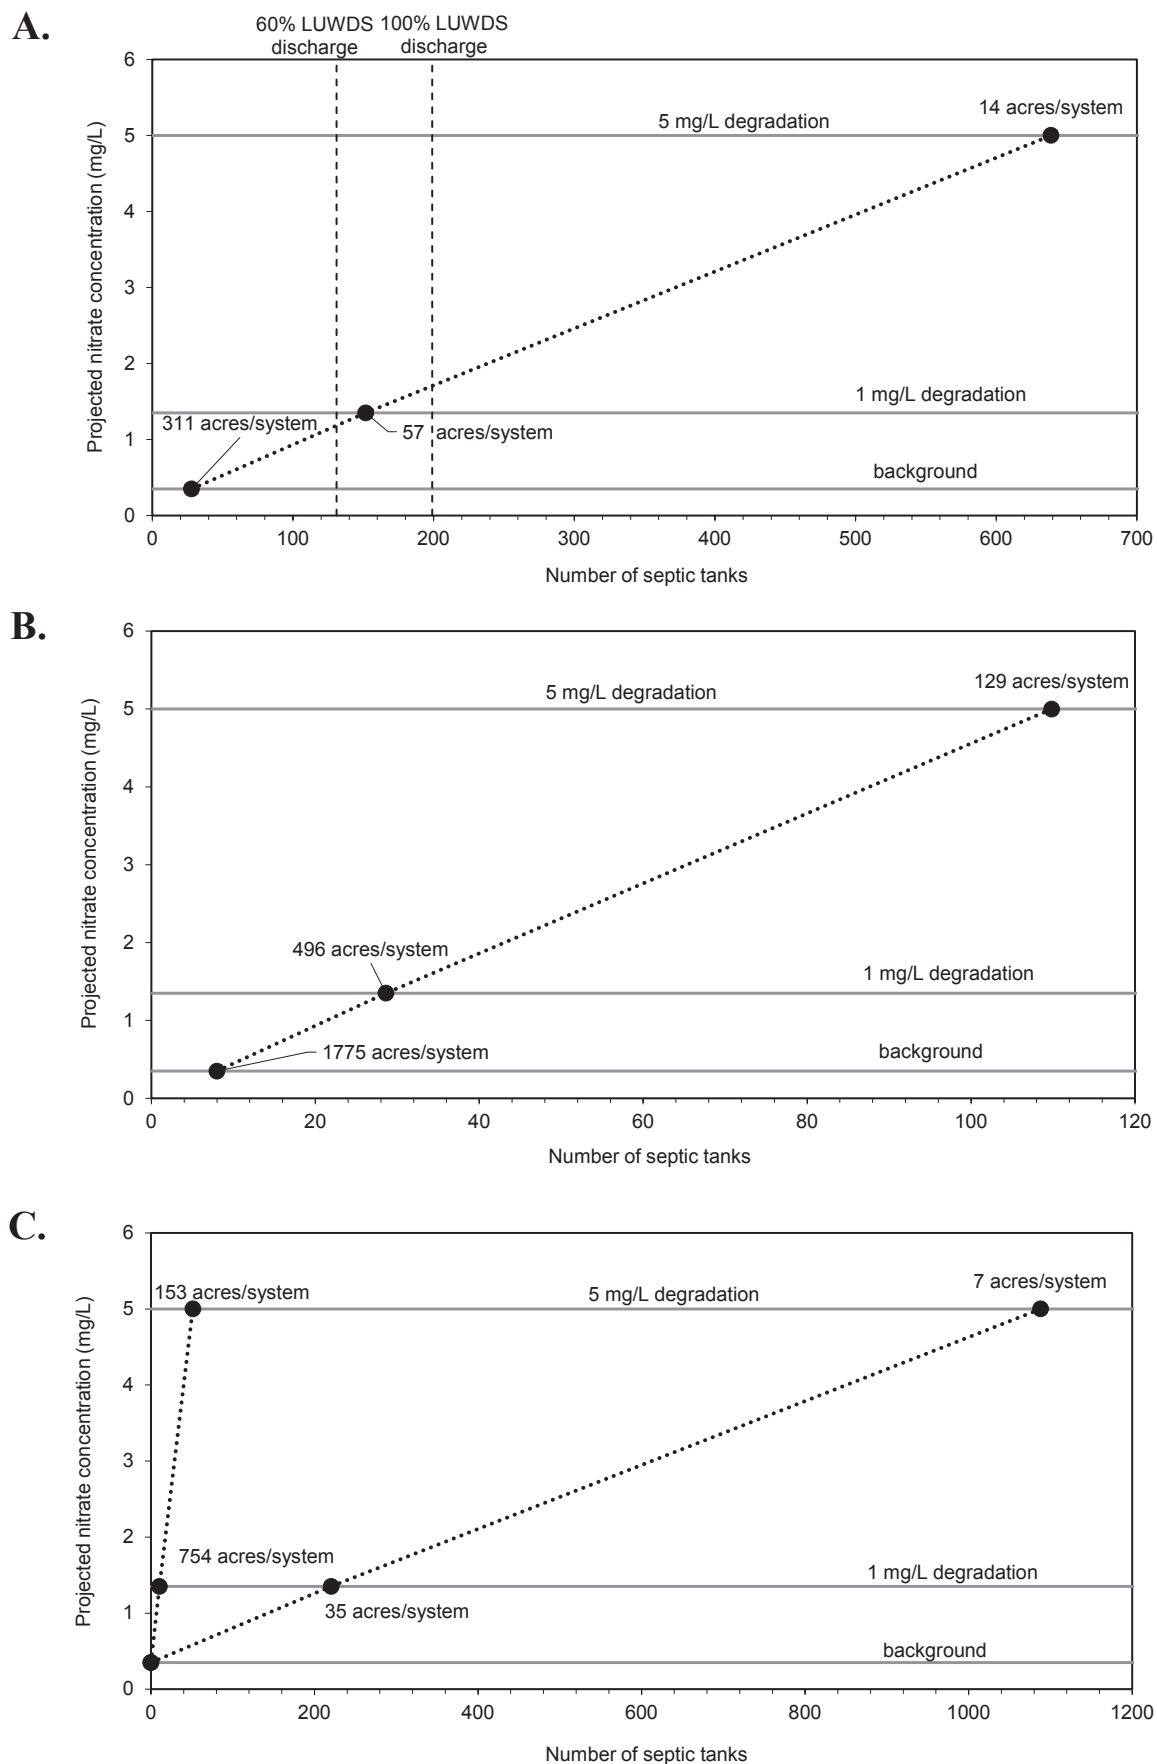 A.
60% LUWDS
discharge
100% LUWDS
discharge
6
5
4
3
2
1
0
Projected nitrate concentration (mg/L)
14 acres/system
5 mg/L degradation
1 mg/L degradation
311 acres/system
57 acres/system
background
0 100 200 300 400 500 600 700
Number of septic tanks
B.
6
5
4
3
2
1
0
Projected nitrate concentration (mg/L)
129 acres/system
5 mg/L degradation
496 acres/system
1 mg/L degradation
1775 acres/system
background
0 20 40 60 80 100 120
Number of septic tanks
C.
6
5
4
3
2
1
0
Projected nitrate concentration (mg/L)
153 acres/system
5 mg/L degradation
7 acres/system
754 acres/system
1 mg/L degradation
35 acres/system
background
0 200 400 600 800 1000 1200
Number of septic tanks